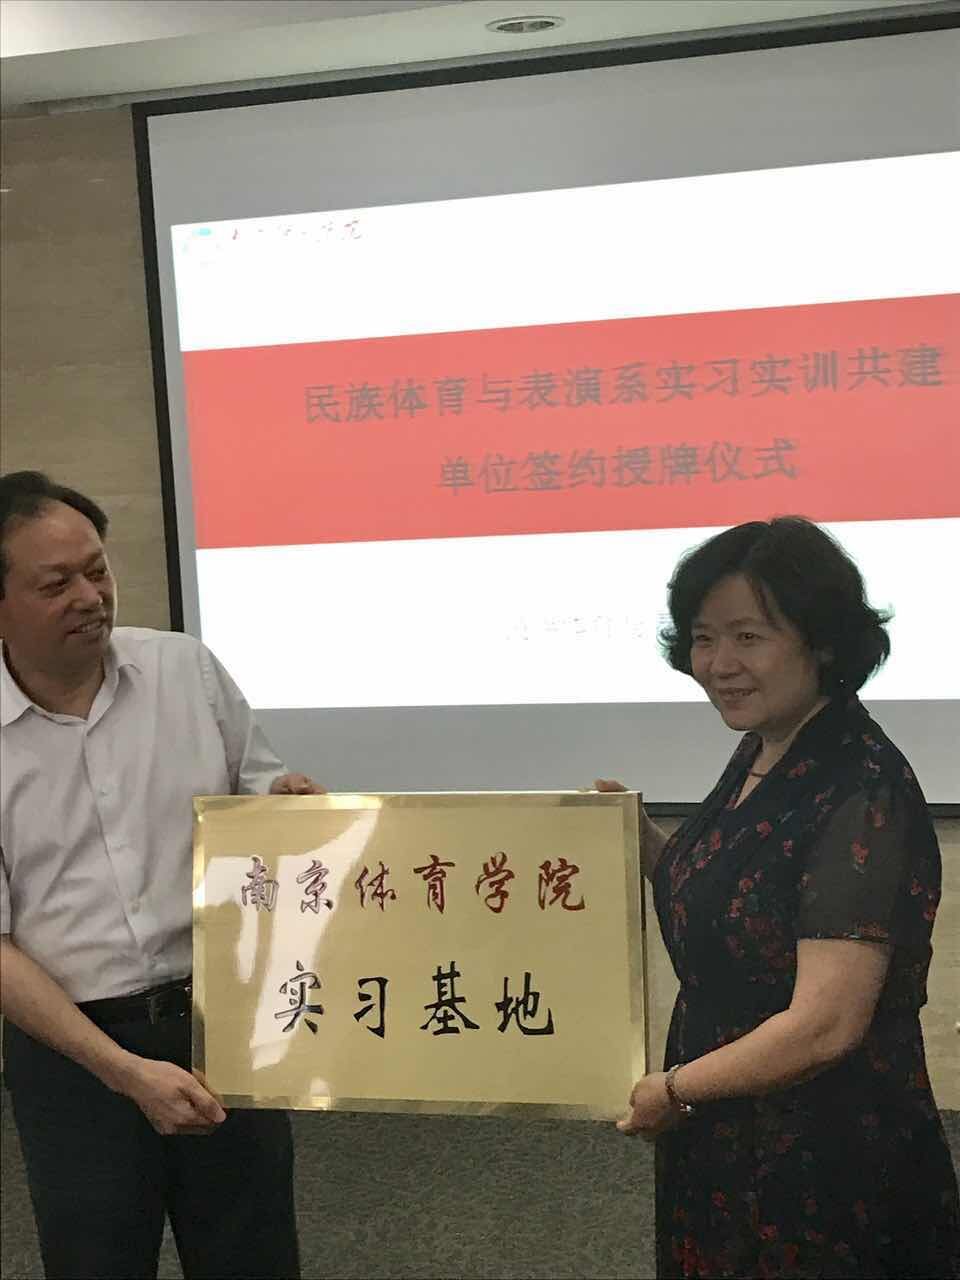 民族体育与表演系实习实训共建
单位签约授牌仪式
南京体育学院
实习基地